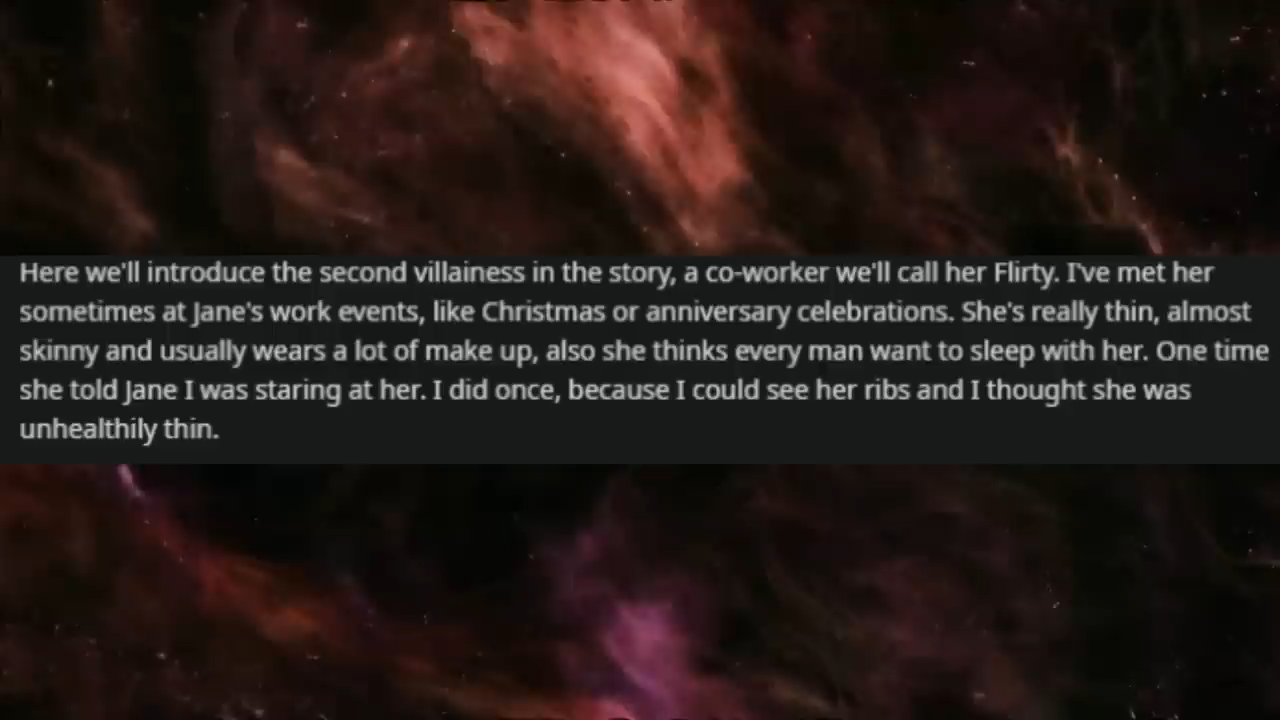 Here we'll introduce the second villainess in the story, a co-worker we'll call her Flirty. I've met her
sometimes at Jane's work events, like Christmas or anniversary celebrations. She's really thin, almost
skinny and usually wears a lot of make up, also she thinks every man want to sleep with her. One time
she told Jane I was staring at her. I did once, because I could see her ribs and I thought she was
unhealthily thin.